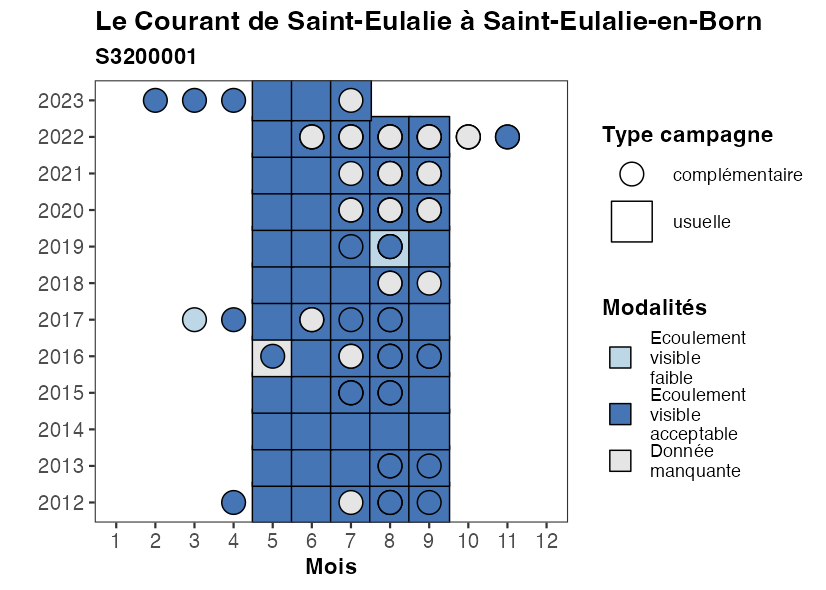 Le Courant de Saint-Eulalie à Saint-Eulalie-en-Born
S3200001
2023
2022
2021
2020
2019
2018
2017
2016
2015
2014
2013
2012
1 2 3 4 5 6 7 8 9 10 11 12
Mois
Type campagne
complémentaire
usuelle
Modalités
Ecoulement
visible
faible
Ecoulement
visible
acceptable
Donnée
manquante